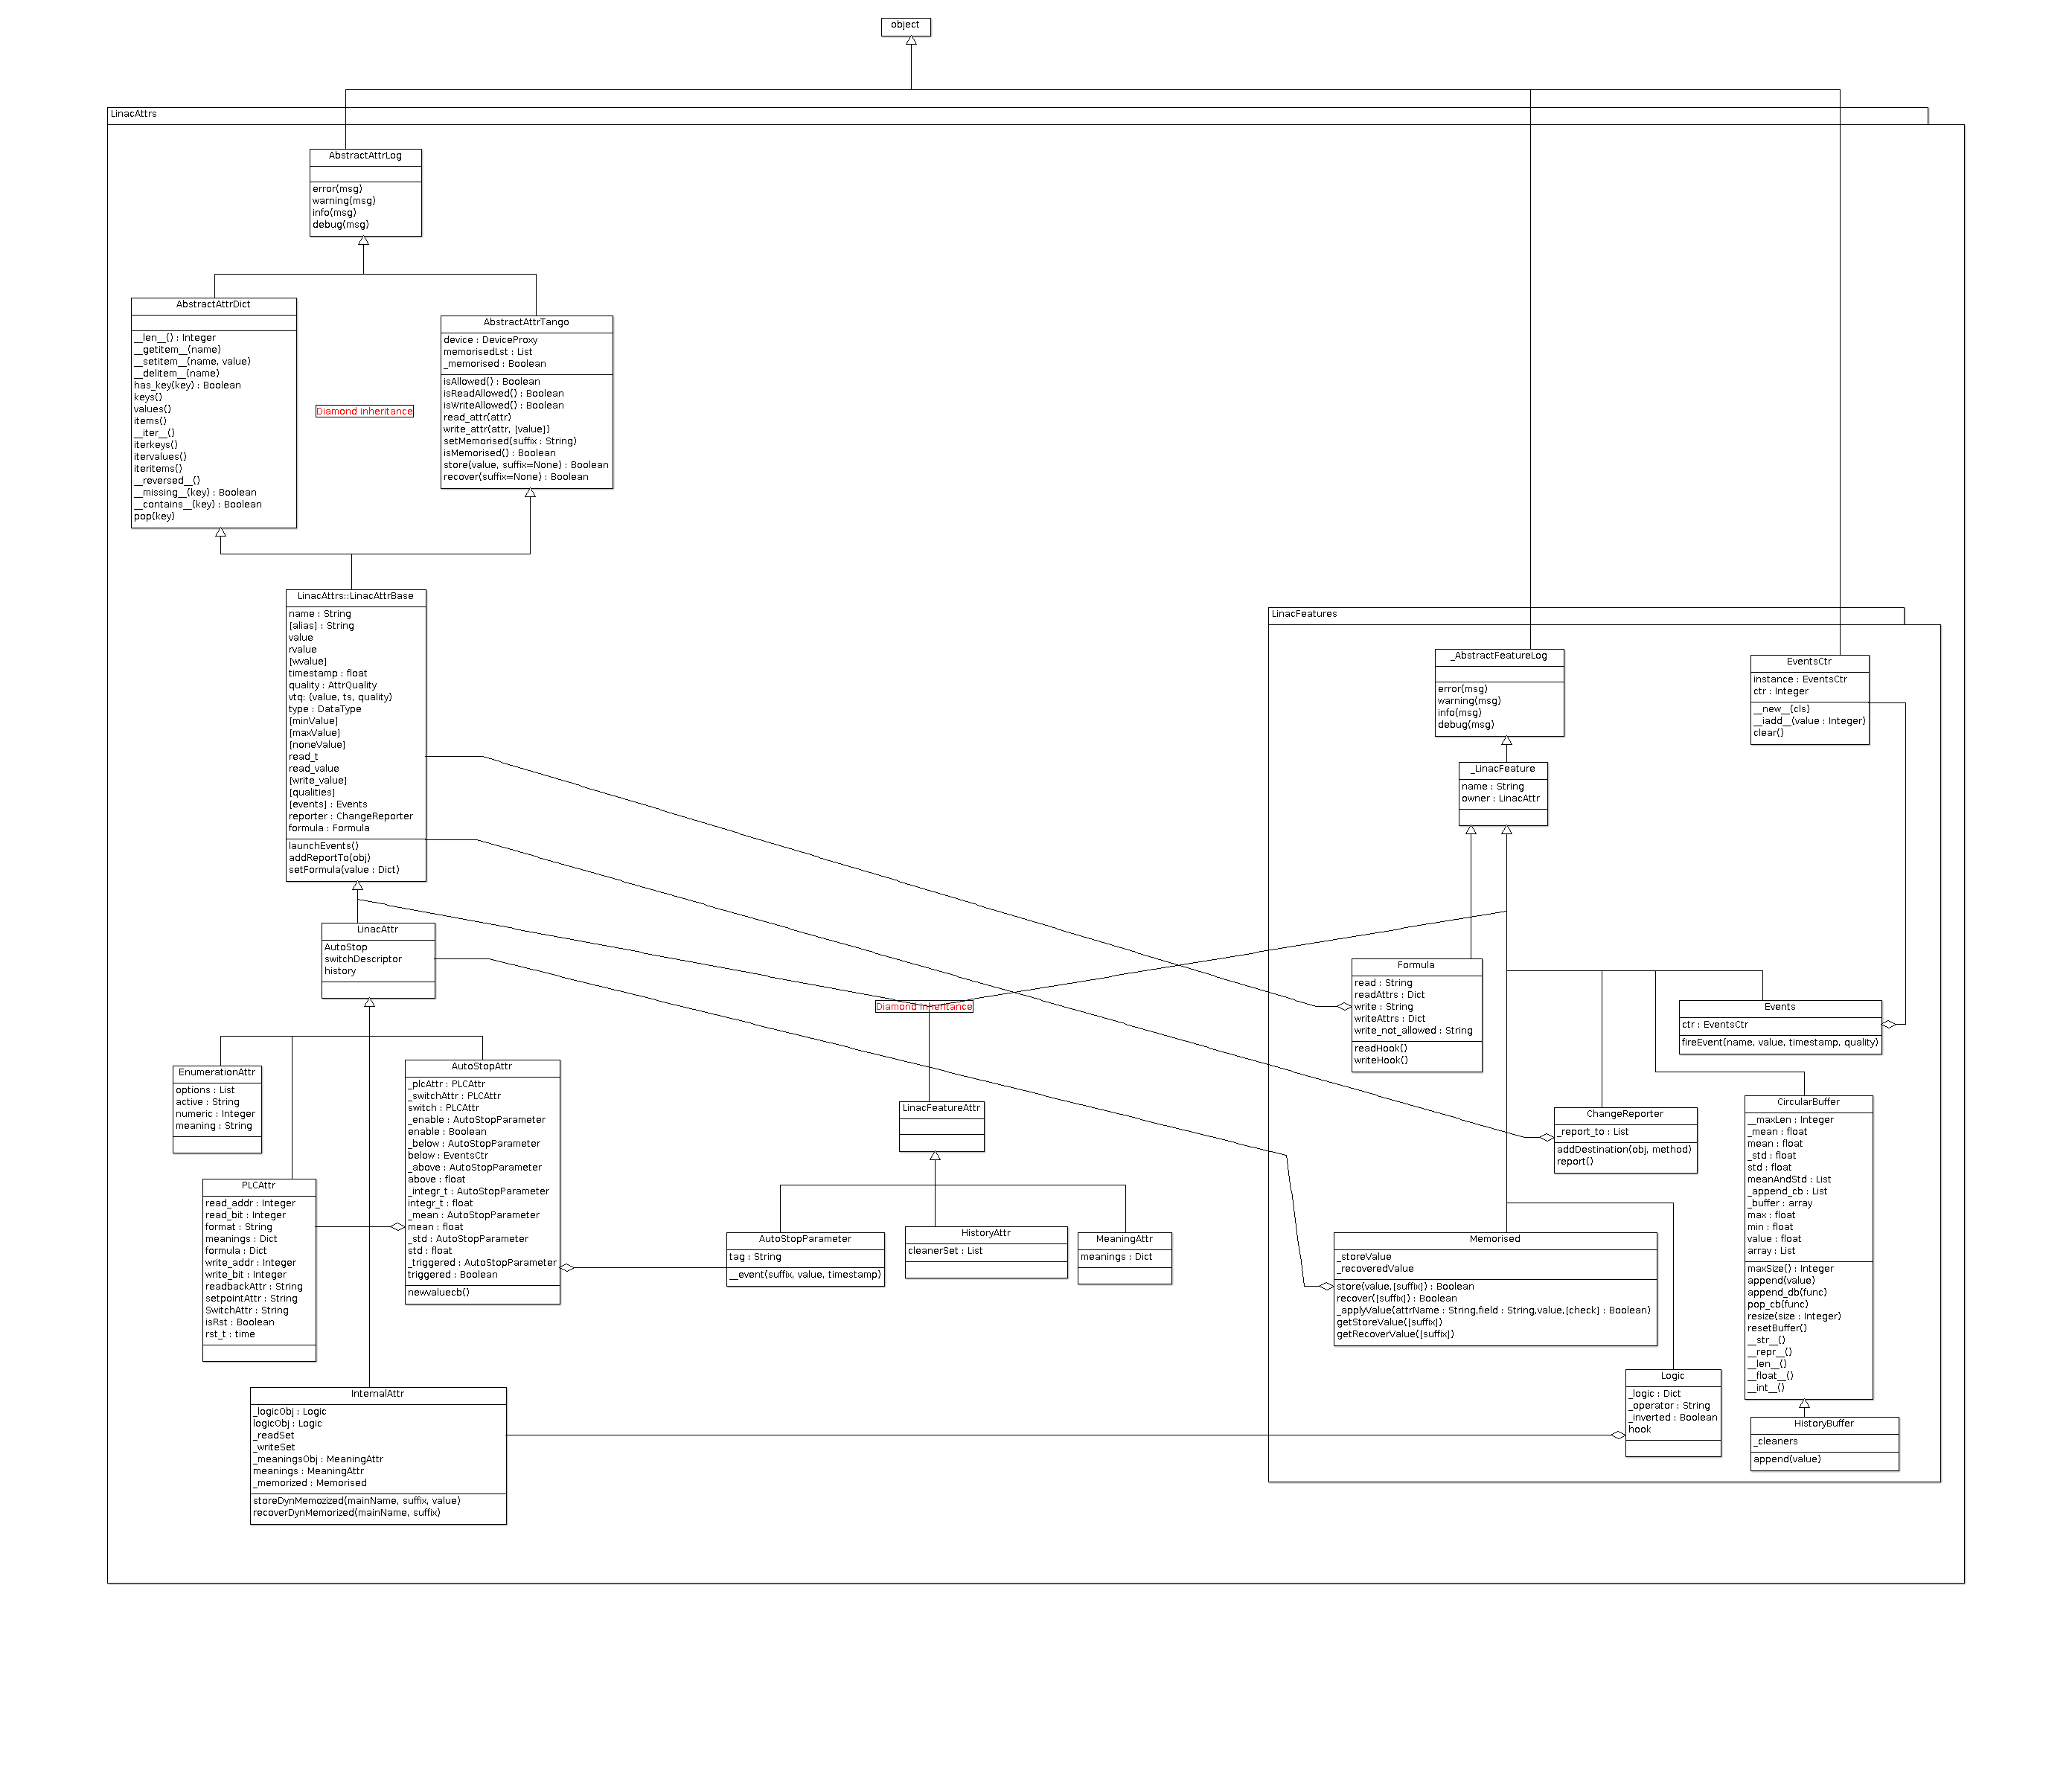 object
LinacAttrs
AbstractAttrLog
error(msg)
warning(msg)
info(msg)
debug(msg)
AbstractAttrDict
__len__() : Integer
__getitem__(name)
__setitem__(name, value)
__delitem__(name)
has_key(key) : Boolean
keys()
values()
items()
__iter__()
iterkeys()
itervalues()
iteritems()
__reversed__()
__missing__(key) : Boolean
__contains__(key) : Boolean
pop(key)
Diamond inheritance
AbstractAttrTango
device : DeviceProxy
memorisedLst : List
_memorised : Boolean
isAllowed() : Boolean
isReadAllowed() : Boolean
isWriteAllowed() : Boolean
read_attr(attr)
write_attr(attr, [value])
setMemorised(suffix : String)
isMemorised() : Boolean
store(value, suffix=None) : Boolean
recover(suffix=None) : Boolean
LinacAttrs::LinacAttrBase
name : String
[alias] : String
value
rvalue
[wvalue]
timestamp : float
quality : AttrQuality
vtq: (value, ts, quality)
type : DataType
[minValue]
[maxValue]
[noneValue]
read_t
read_value
[write_value]
[qualities]
[events] : Events
reporter : ChangeReporter
formula : Formula
launchEvents()
addReportTo(obj)
setFormula(value : Dict)
LinacAttr
AutoStop
switchDescriptor
history
EnumerationAttr
options : List
active : String
numeric : Integer
meaning : String
PLCAttr
read_addr : Integer
read_bit : Integer
format : String
meanings : Dict
formula : Dict
write_addr : Integer
write_bit : Integer
readbackAttr : String
setpointAttr : String
SwitchAttr : String
isRst : Boolean
rst_t : time
AutoStopAttr
_plcAttr : PLCAttr
_switchAttr : PLCAttr
switch : PLCAttr
_enable : AutoStopParameter
enable : Boolean
_below : AutoStopParameter
below : EventsCtr
_above : AutoStopParameter
above : float
_integr_t : AutoStopParameter
integr_t : float
_mean : AutoStopParameter
mean : float
_std : AutoStopParameter
std : float
_triggered : AutoStopParameter
triggered : Boolean
newvaluecb()
InternalAttr
_logicObj : Logic
logicObj : Logic
_readSet
_writeSet
_meaningsObj : MeaningAttr
meanings : MeaningAttr
_memorized : Memorised
storeDynMemozized(mainName, suffix, value)
recoverDynMemorized(mainName, suffix)
Diamond inheritance
LinacFeatureAttr
AutoStopParameter
tag : String
__event(suffix, value, timestamp)
HistoryAttr
cleanerSet : List
MeaningAttr
meanings : Dict
LinacFeatures
_AbstractFeatureLog
error(msg)
warning(msg)
info(msg)
debug(msg)
EventsCtr
instance : EventsCtr
ctr : Integer
__new__(cls)
__iadd__(value : Integer)
clear()
_LinacFeature
name : String
owner : LinacAttr
Formula
read : String
readAttrs : Dict
write : String
writeAttrs : Dict
write_not_allowed : String
readHook()
writeHook()
Events
ctr : EventsCtr
fireEvent(name, value, timestamp, quality)
ChangeReporter
_report_to : List
addDestination(obj, method)
report()
CircularBuffer
__maxLen : Integer
_mean : float
mean : float
_std : float
std : float
meanAndStd : List
_append_cb : List
_buffer : array
max : float
min : float
value : float
array : List
maxSize() : Integer
append(value)
append_db(func)
pop_cb(func)
resize(size : Integer)
resetBuffer()
__str__()
__repr__()
__len__()
__float__()
__int__()
Memorised
_storeValue
_recoveredValue
store(value,[suffix]) : Boolean
recover([suffix]) : Boolean
_applyValue(attrName : String,field : String,value,[check] : Boolean)
getStoreValue([suffix])
getRecoverValue([suffix])
Logic
_logic : Dict
_operator : String
_inverted : Boolean
hook
HistoryBuffer
_cleaners
append(value)